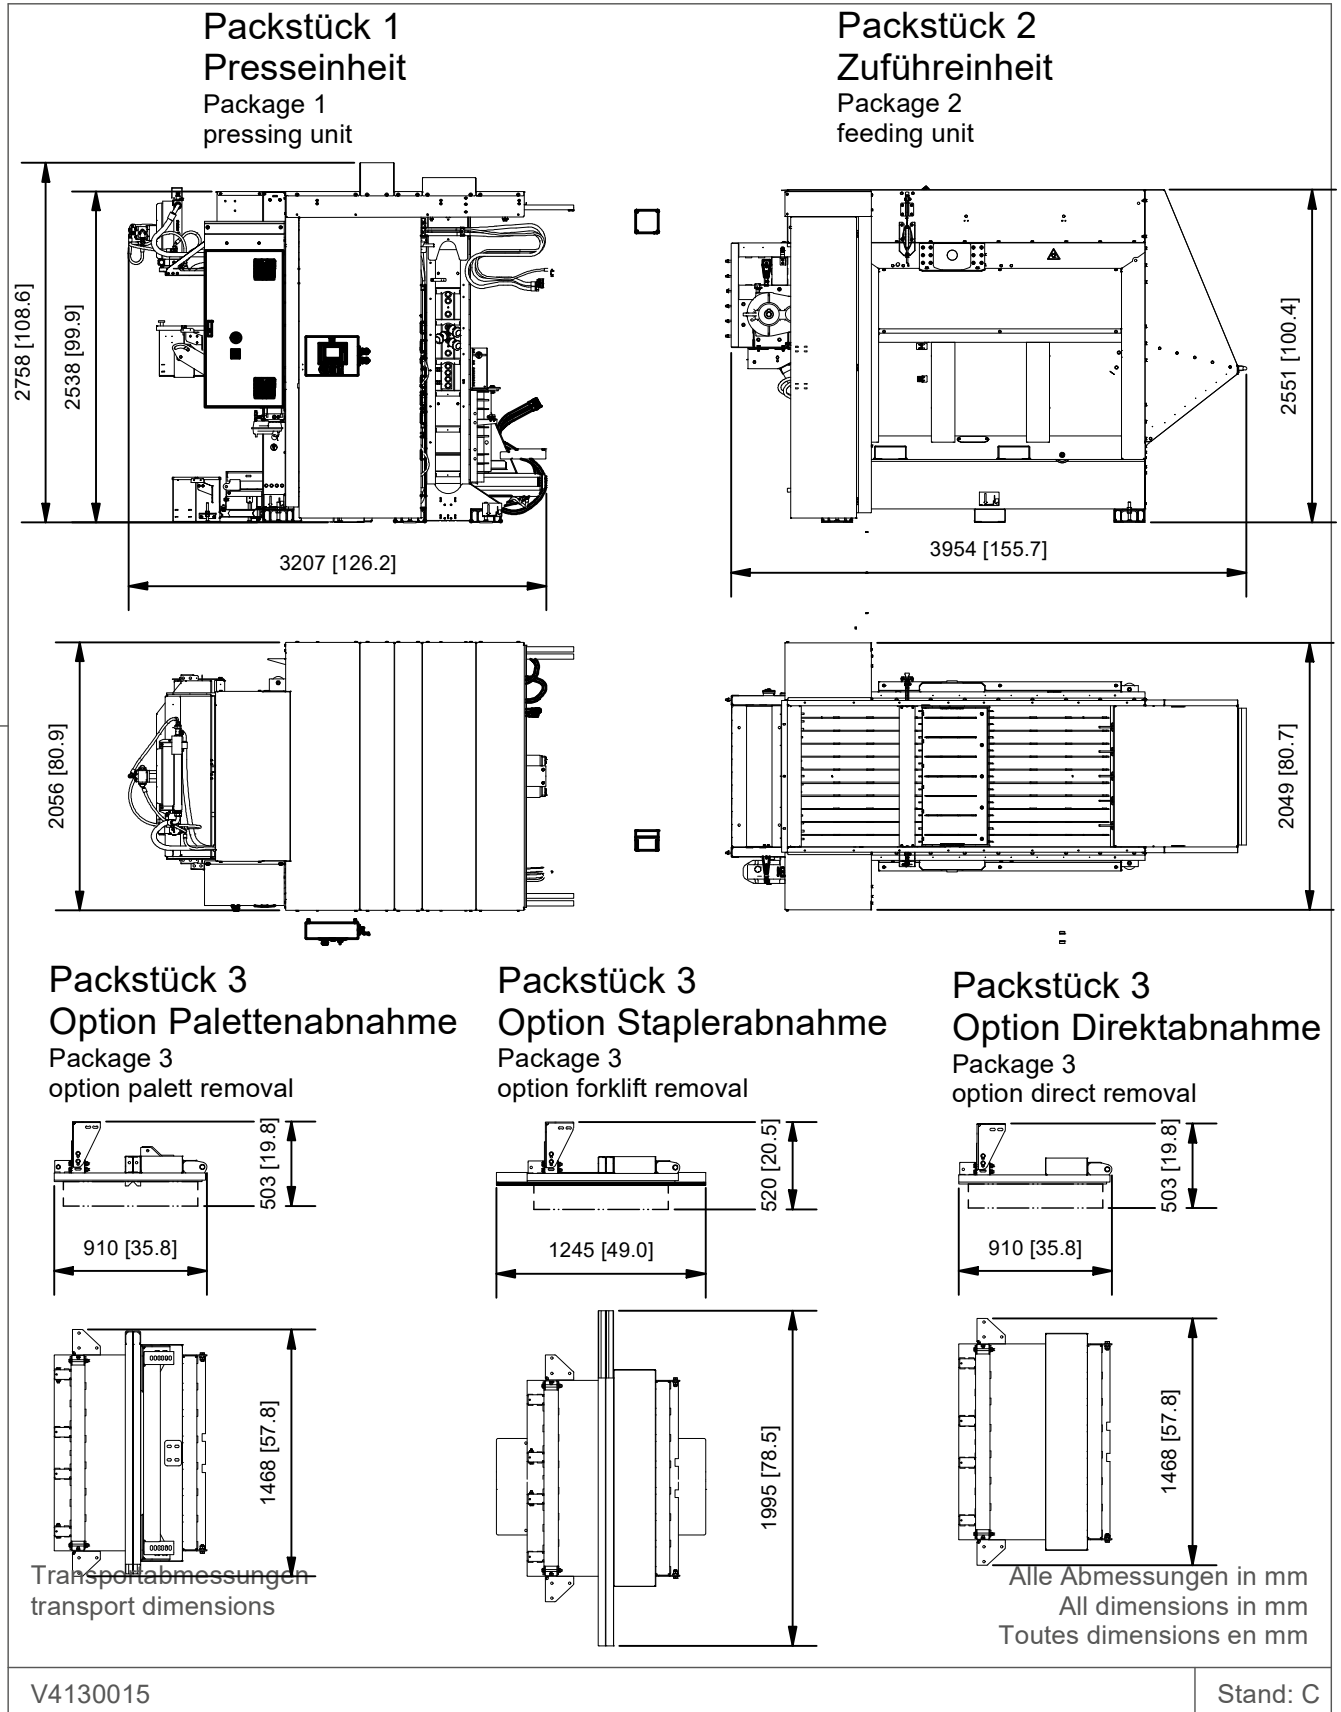 Packstück 1
Presseinheit
Package 1
pressing unit
Packstück 2
Zuführeinheit
Package 2
feeding unit
2758 [108.6]
2538 [99.9]
3207 [126.2]
2551 [100.4]
3954 [155.7]
2056 [80.9]
2049 [80.7]
Packstück 3
Option Palettenabnahme
Package 3
option palett removal
503 [19.8]
910 [35.8]
1468 [57.8]
Packstück 3
Option Staplerabnahme
Package 3
option forklift removal
520 [20.5]
1245 [49.0]
1995 [78.5]
Packstück 3
Option Direktabnahme
Package 3
option direct removal
503 [19.8]
910 [35.8]
1468 [57.8]
Transportabmessungen
transport dimensions
Alle Abmessungen in mm
All dimensions in mm
Toutes dimensions en mm
V4130015
Stand: C